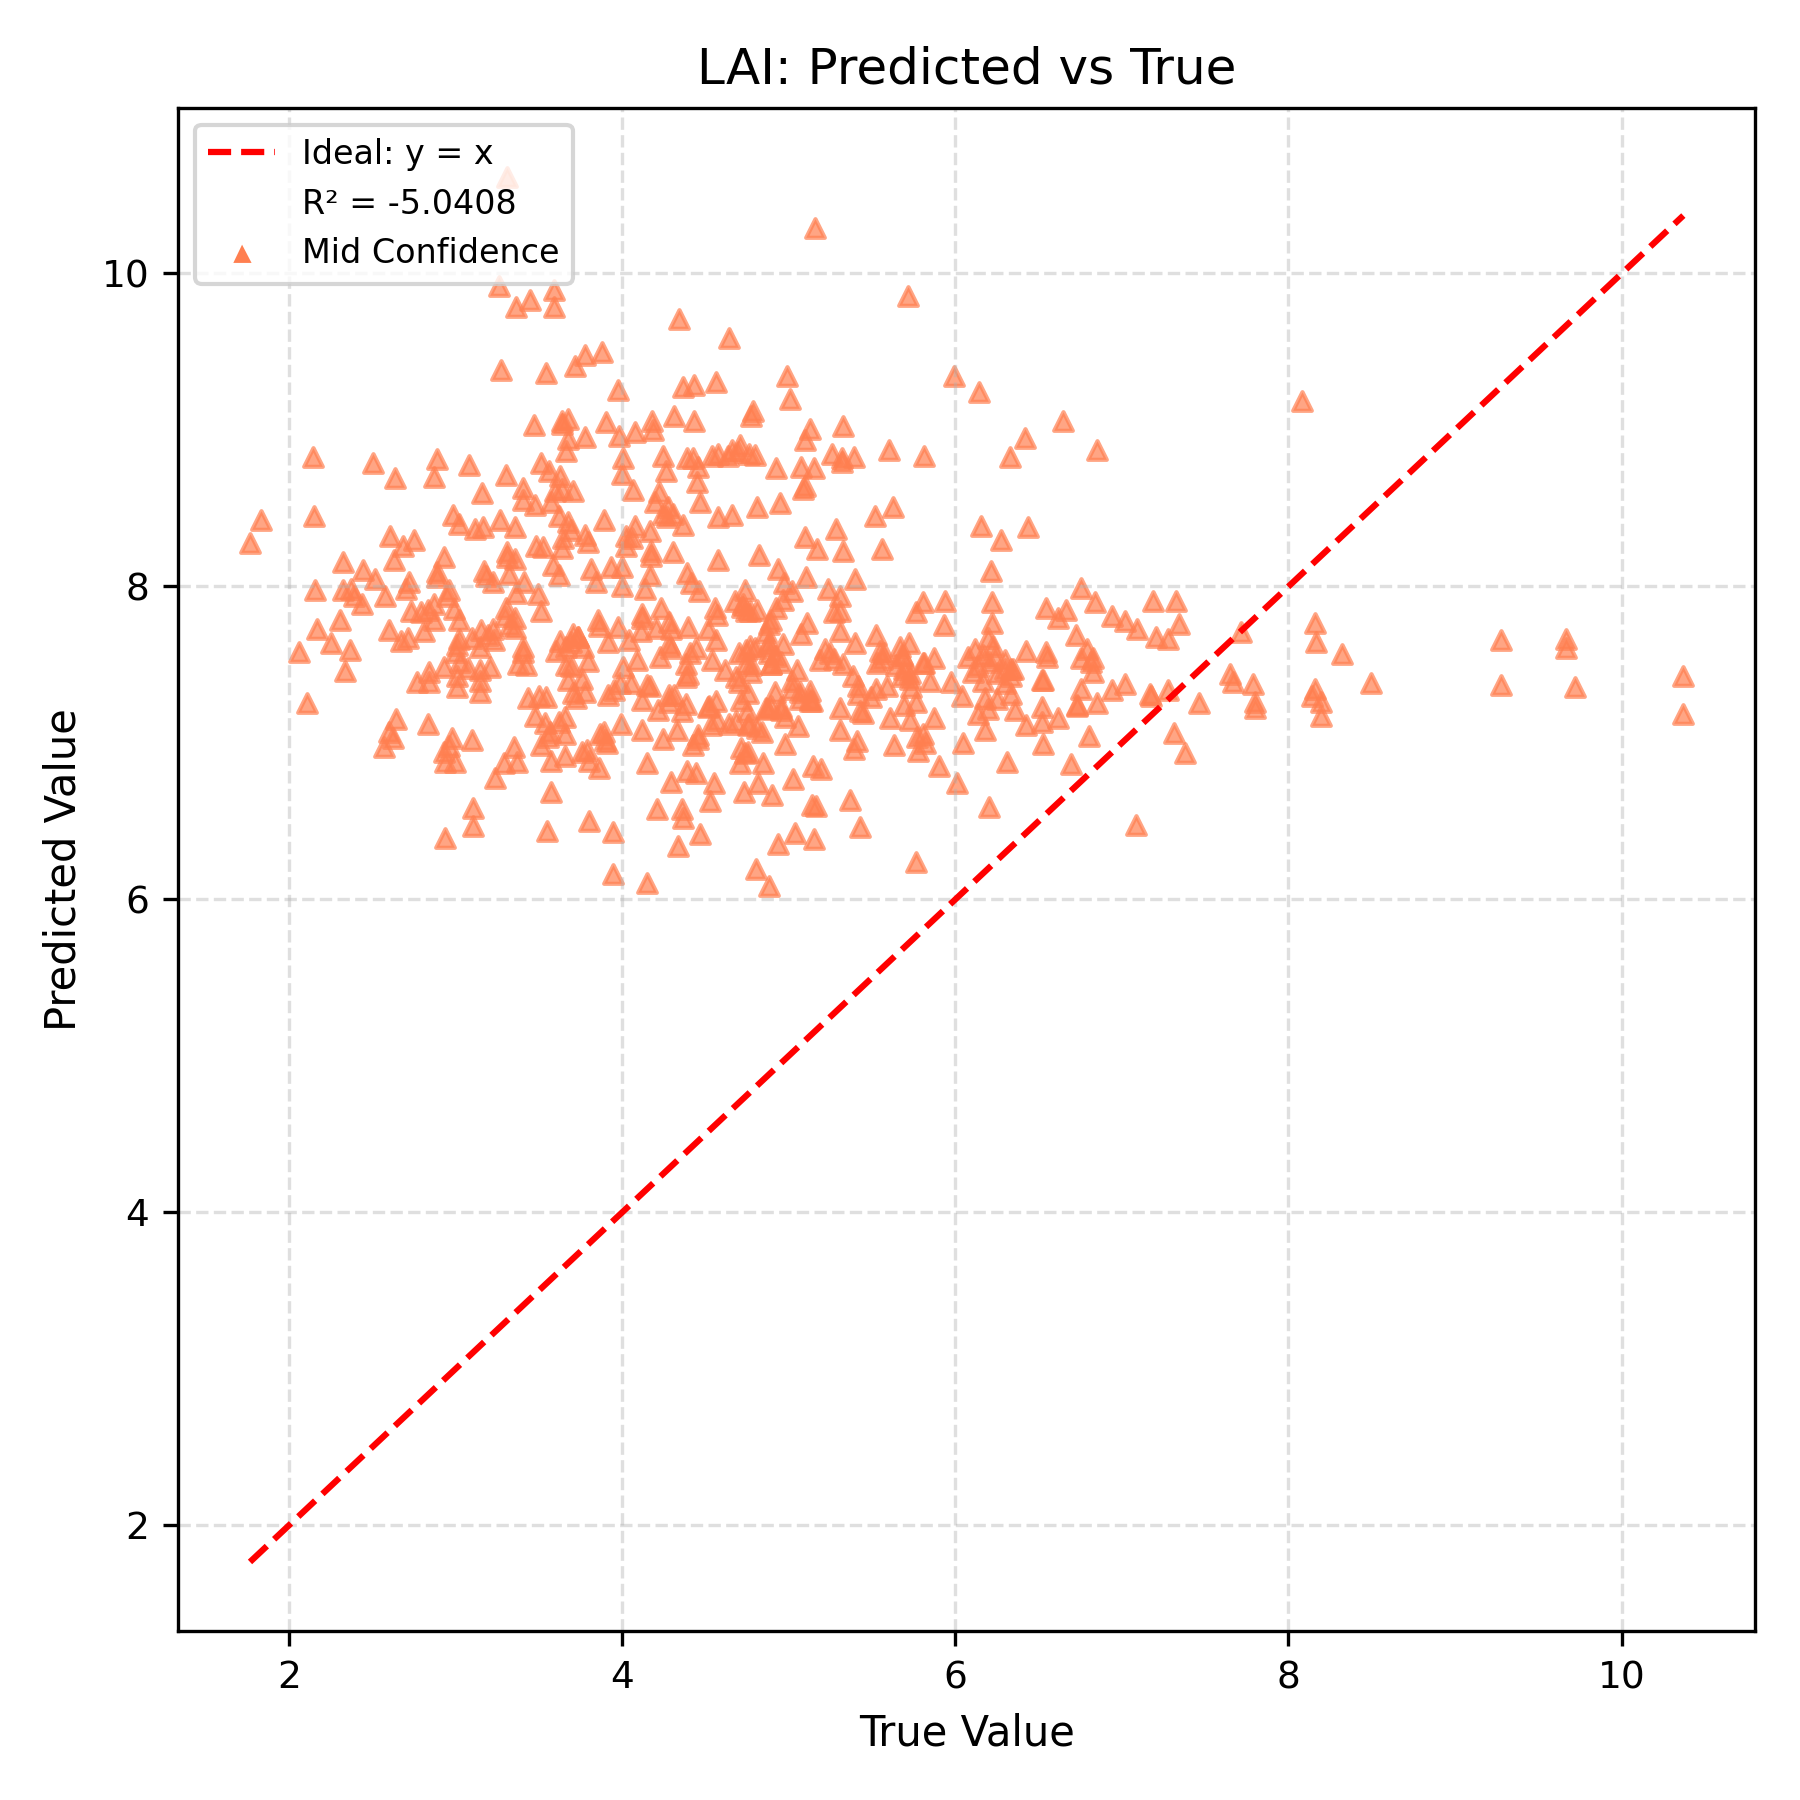 LAI: Predicted vs True
Ideal: y = x
R² = -5.0408
Mid Confidence
10
8
6
4
2
Predicted Value
2 4 6 8 10
True Value